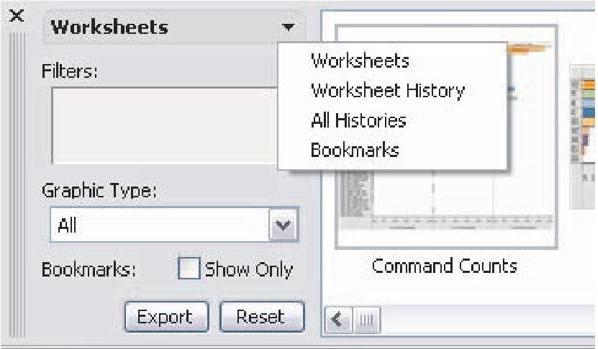 Worksheets
Worksheets
Worksheet History
All Histories
Bookmarks
Filters:
Graphic Type:
All
Bookmarks: Show Only
Export Reset
Command Counts